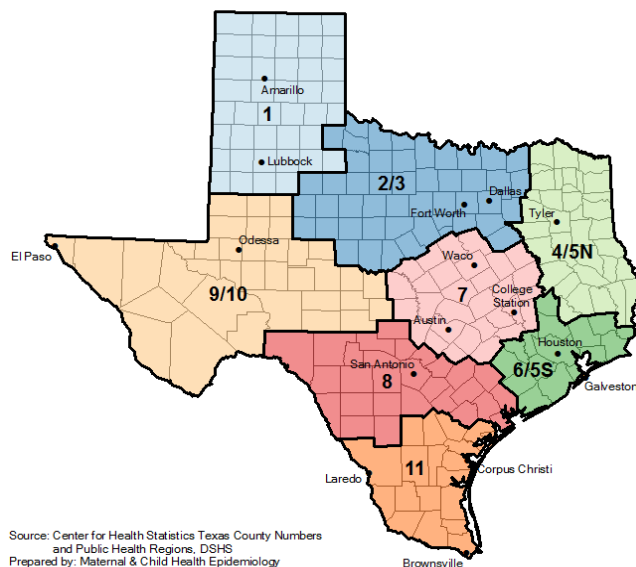 Amarillo
1
Lubbock
2/3
Dallas
Fort Worth
Tyler
Odessa
El Paso
Waco
4/5N
9/10
7
College
Station
Austin
Houston
San Antonio
6/5S
8
Galveston
11
Corpus Christi
Laredo
Source: Center for Health Statistics Texas County Numbers
and Public Health Regions, DSHS
Prepared by: Maternal & Child Health Epidemiology
Brownsville